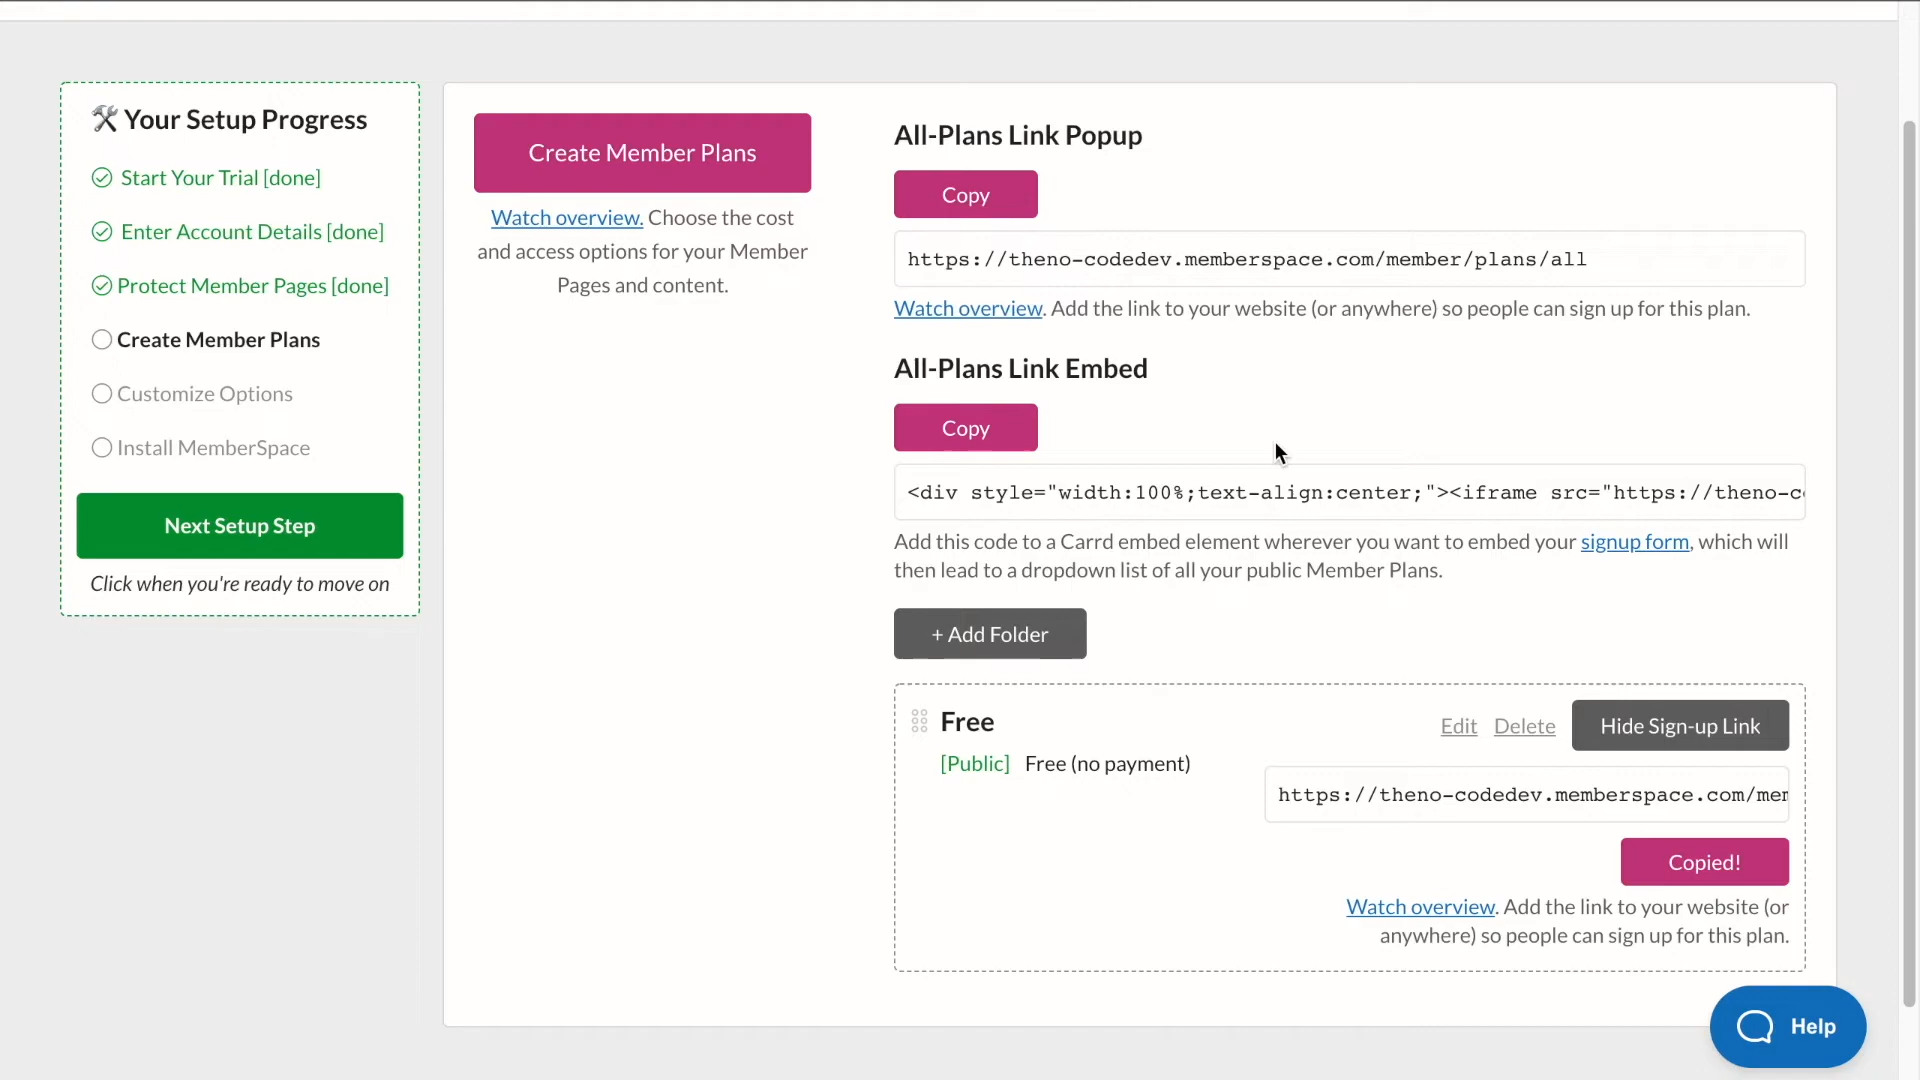 Your Setup Progress
Start Your Trial [done]
Enter Account Details [done]
Protect Member Pages [done]
Create Member Plans
Customize Options
Install MemberSpace
Next Setup Step
Click when you're ready to move on
Create Member Plans
Watch overview. Choose the cost
and access options for your Member
Pages and content.
All-Plans Link Popup
Copy
https://theno-codedev.memberspace.com/member/plans/all
Watch overview. Add the link to your website (or anywhere) so people can sign up for this plan.
All-Plans Link Embed
Copy
<div style="width:100%;text-align:center;"><iframe src="https://theno-c
Add this code to a Carrd embed element wherever you want to embed your signup form, which will
then lead to a dropdown list of all your public Member Plans.
+ Add Folder
Free
Edit Delete Hide Sign-up Link
[Public] Free (no payment)
https://theno-codedev.memberspace.com/mem
Copied!
Watch overview. Add the link to your website (or
anywhere) so people can sign up for this plan.
Help